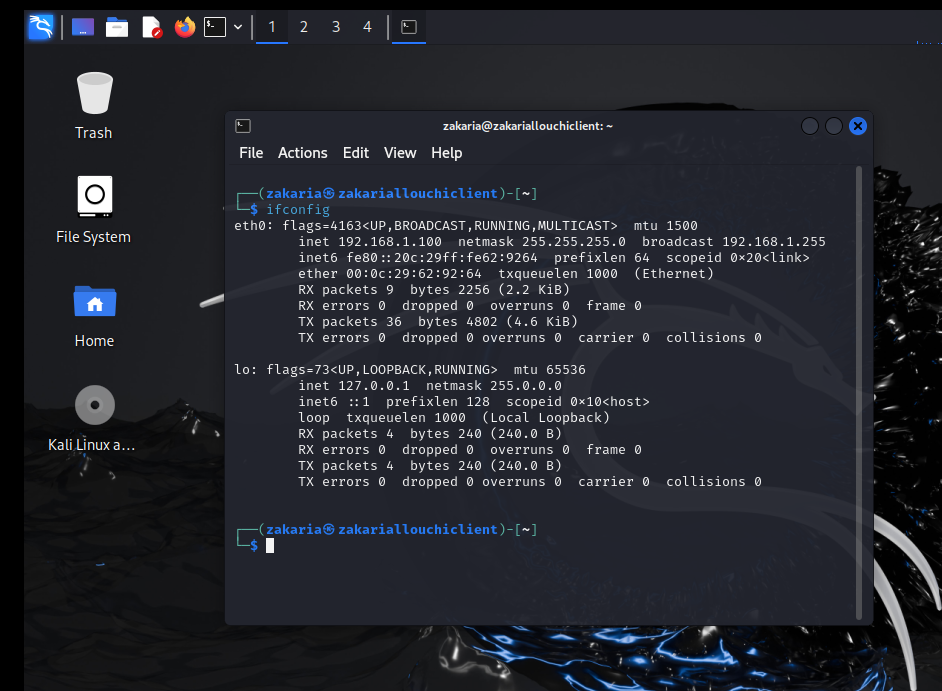 1 2 3 4
Trash
File System
Home
Kali Linux a...
zakaria@zakariallouchiclient: ~
File Actions Edit View Help
┌──(zakaria㉿zakariallouchiclient)-[~]
└─$ ifconfig
eth0: flags=4163<UP,BROADCAST,RUNNING,MULTICAST>  mtu 1500
        inet 192.168.1.100  netmask 255.255.255.0  broadcast 192.168.1.255
        inet6 fe80::20c:29ff:fe62:9264  prefixlen 64  scopeid 0×20<link>
        ether 00:0c:29:62:92:64  txqueuelen 1000  (Ethernet)
        RX packets 9  bytes 2256 (2.2 KiB)
        RX errors 0  dropped 0  overruns 0  frame 0
        TX packets 36  bytes 4802 (4.6 KiB)
        TX errors 0  dropped 0 overruns 0  carrier 0  collisions 0
lo: flags=73<UP,LOOPBACK,RUNNING>  mtu 65536
        inet 127.0.0.1  netmask 255.0.0.0
        inet6 ::1  prefixlen 128  scopeid 0×10<host>
        loop  txqueuelen 1000  (Local Loopback)
        RX packets 4  bytes 240 (240.0 B)
        RX errors 0  dropped 0  overruns 0  frame 0
        TX packets 4  bytes 240 (240.0 B)
        TX errors 0  dropped 0 overruns 0  carrier 0  collisions 0
┌──(zakaria㉿zakariallouchiclient)-[~]
└─$